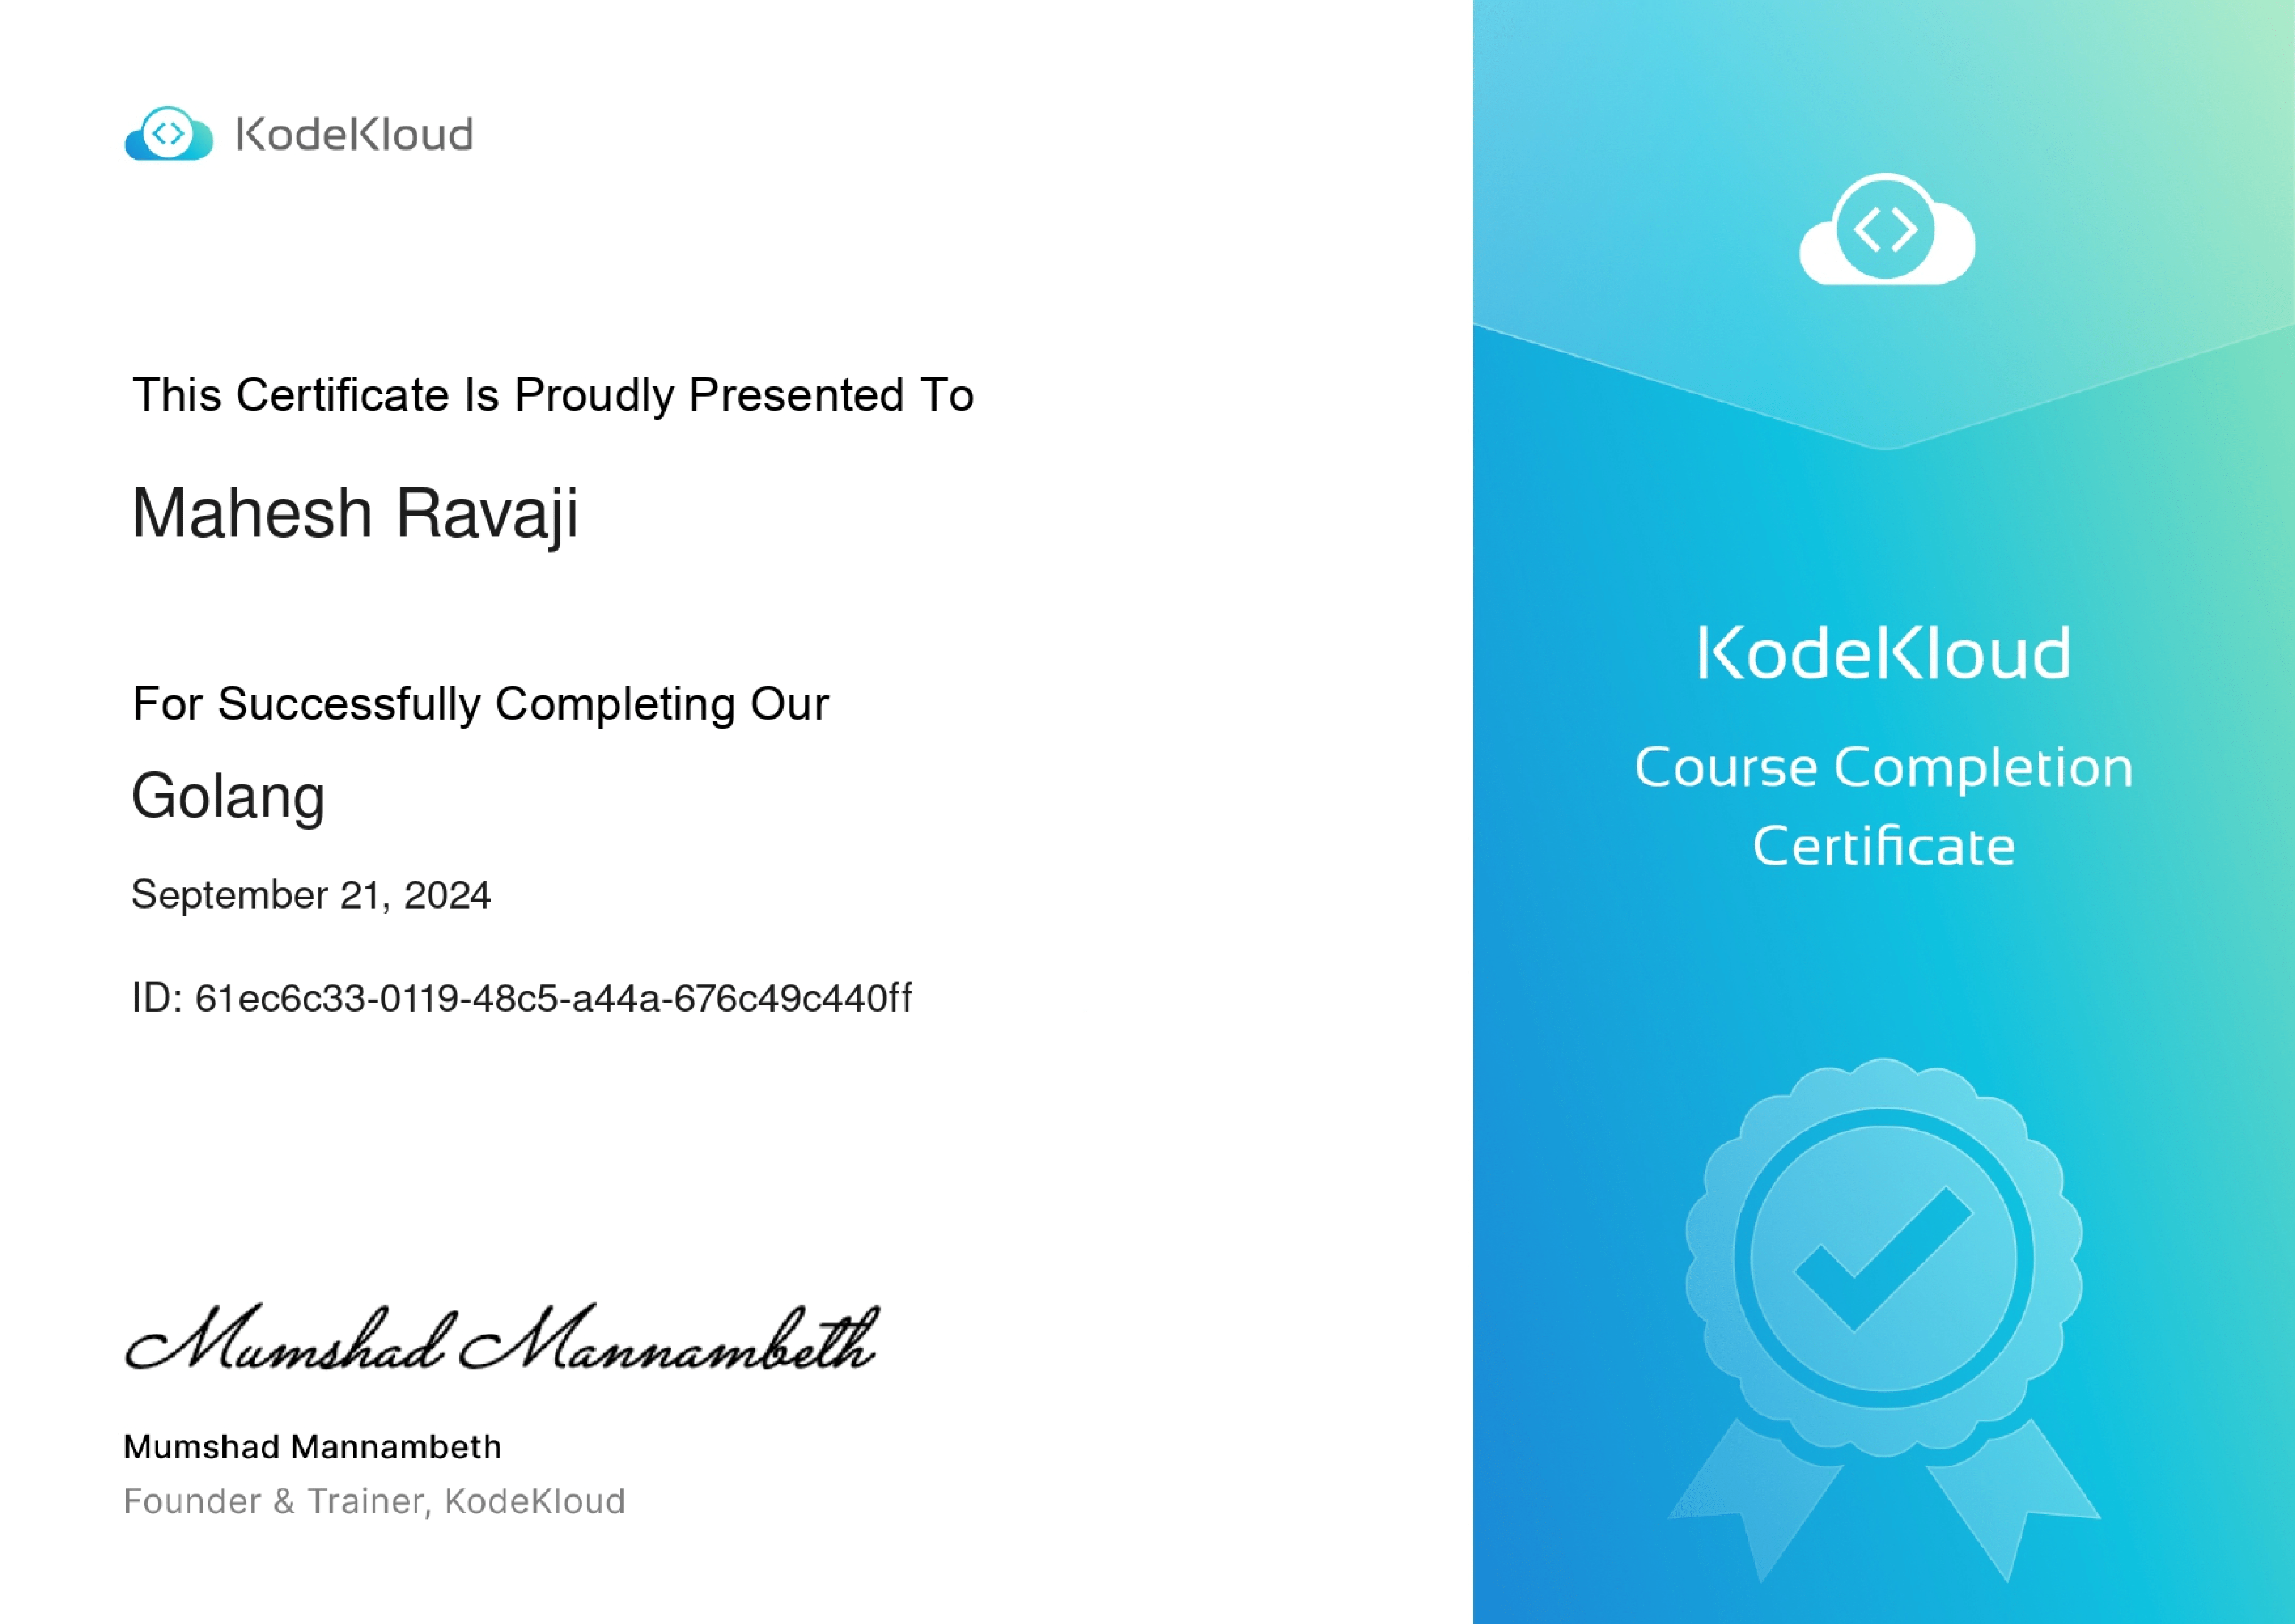 KodeKloud
This Certificate Is Proudly Presented To
Mahesh Ravaji
For Successfully Completing Our
Golang
September 21, 2024
ID: 61ec6c33-0119-48c5-a44a-676c49c440ff
Mumshad Mannambeth
Mumshad Mannambeth
Founder & Trainer, KodeKloud
KodeKloud
Course Completion
Certificate